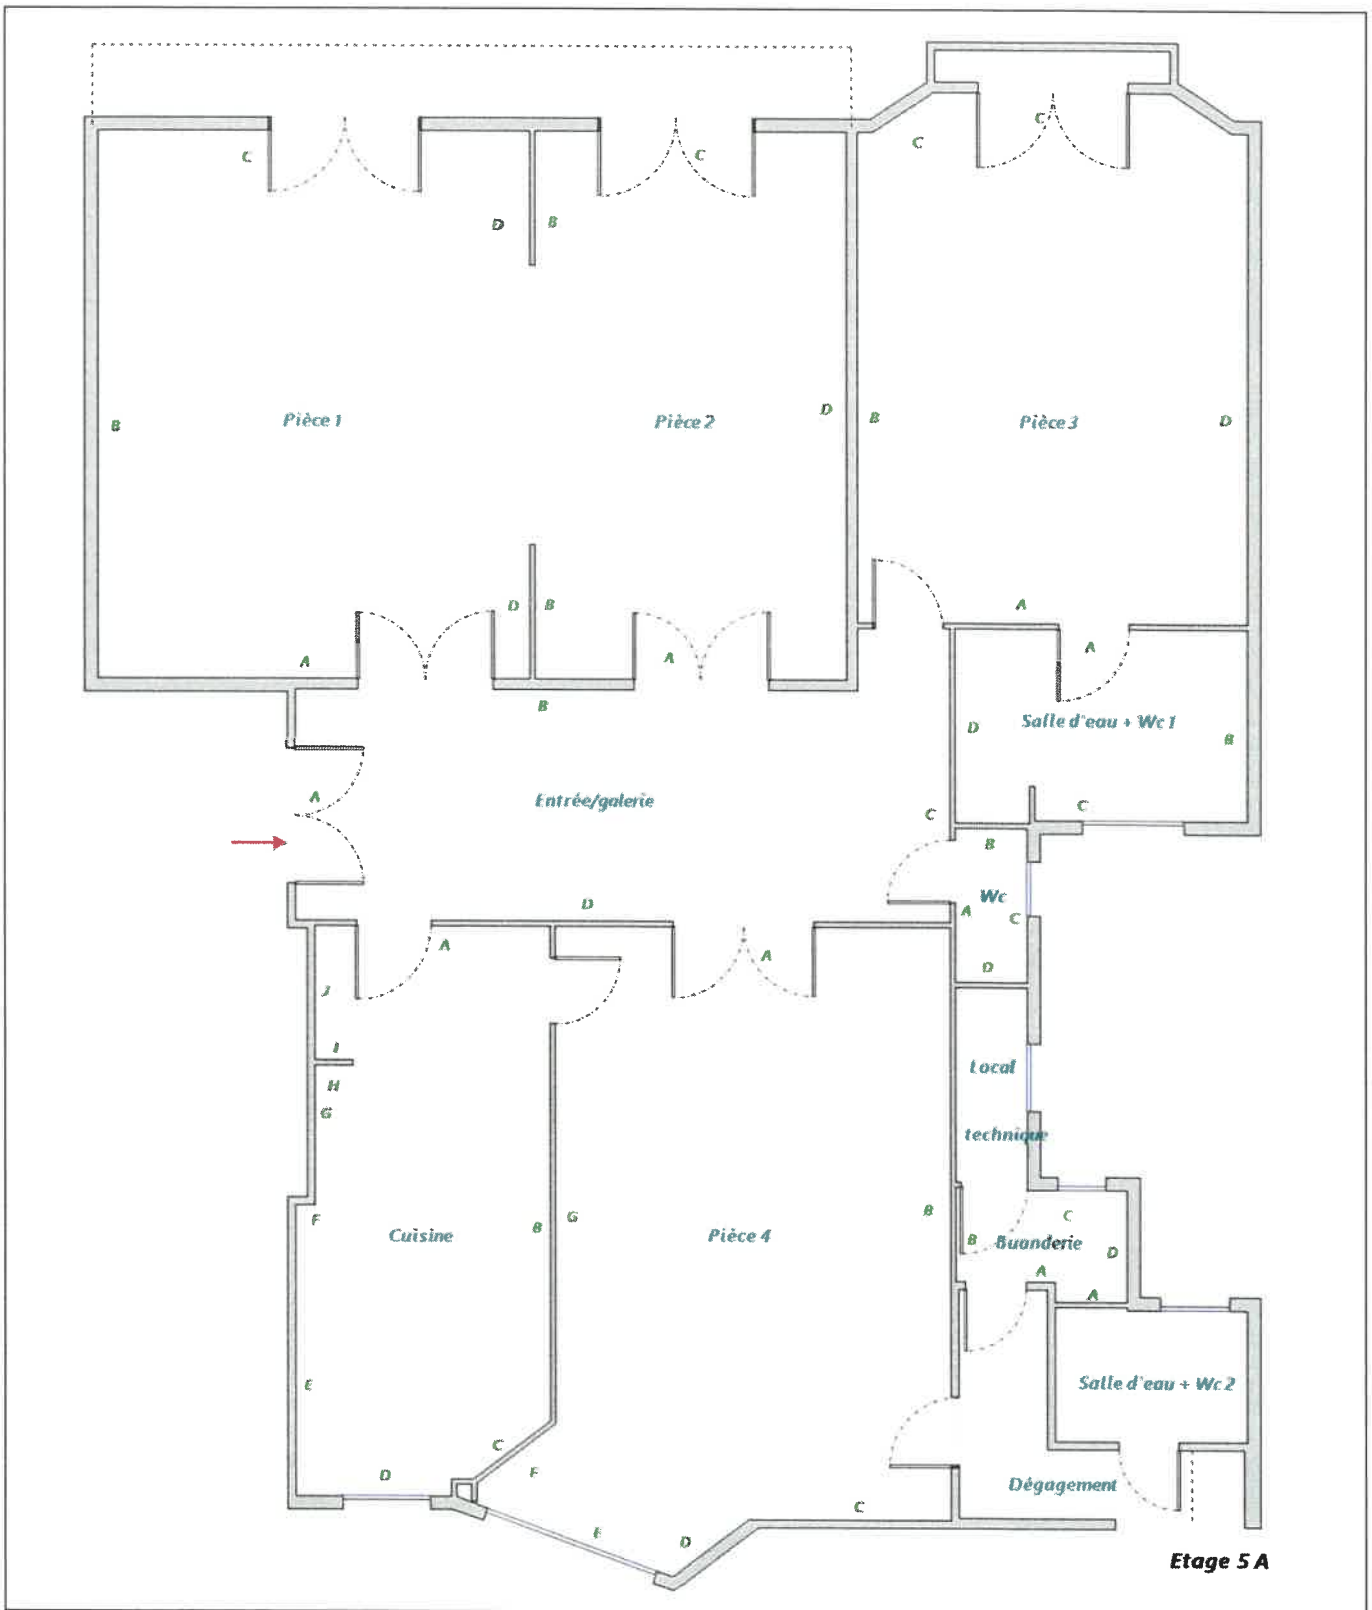 C
C
C
C
D
B
B
Pièce 1
Pièce 2
D
B
Pièce 3
D
D
B
A
A
A
A
B
D
Salle d'eau + Wc 1
B
A
Entrée/galerie
C
C
B
Wc
D
A
C
A
A
D
J
I
H
G
Local
technique
F
Cuisine
B
G
Pièce 4
B
B
Buanderie
C
D
A
A
E
Salle d'eau + Wc 2
C
F
D
Dégagement
C
E
D
Etage 5 A